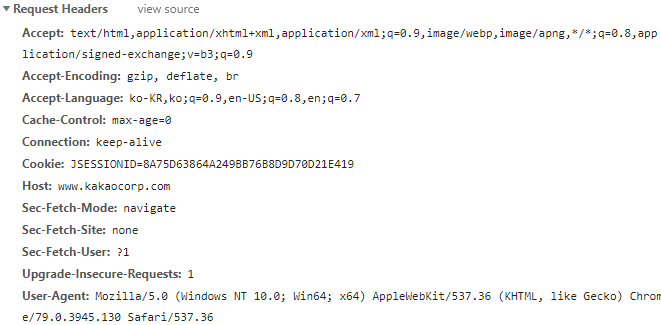 Request Headers view source
Accept: text/html,application/xhtml+xml,application/xml;q=0.9,image/webp,image/apng,*/*;q=0.8,app
lication/signed-exchange;v=b3;q=0.9
Accept-Encoding: gzip, deflate, br
Accept-Language: ko-KR,ko;q=0.9,en-US;q=0.8,en;q=0.7
Cache-Control: max-age=0
Connection: keep-alive
Cookie: JSESSIONID=8A75D63864A249BB76B8D9D70D21E419
Host: www.kakaocorp.com
Sec-Fetch-Mode: navigate
Sec-Fetch-Site: none
Sec-Fetch-User: ?1
Upgrade-Insecure-Requests: 1
User-Agent: Mozilla/5.0 (Windows NT 10.0; Win64; x64) AppleWebKit/537.36 (KHTML, like Gecko) Chrom
e/79.0.3945.130 Safari/537.36